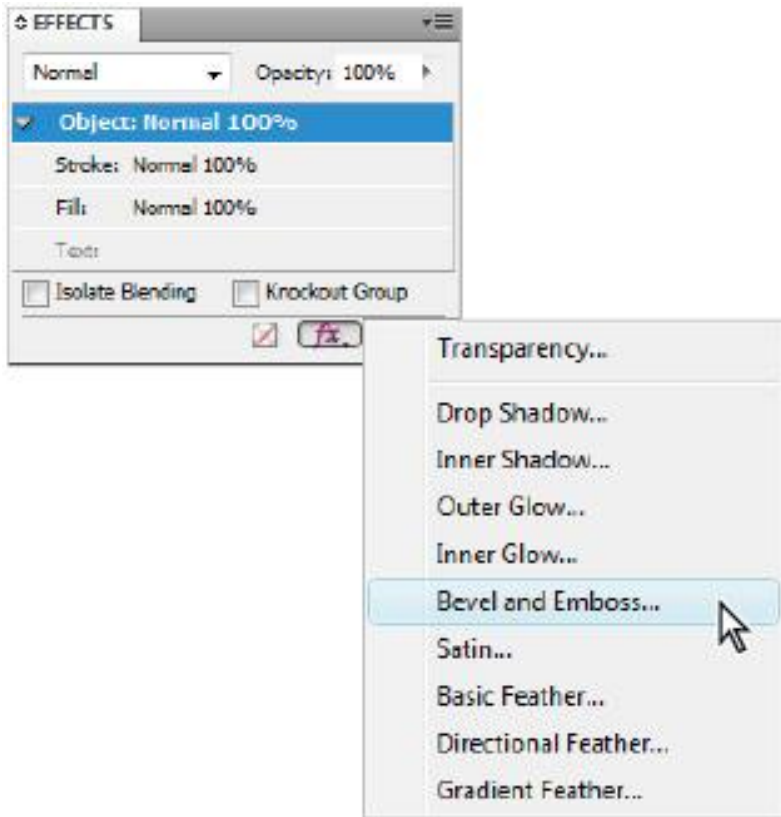 EFFECTS
Normal Opacity: 100%
Object: Normal 100%
Stroke: Normal 100%
Fill: Normal 100%
Text:
Isolate Blending Knockout Group
fx.
Transparency...
Drop Shadow...
Inner Shadow...
Outer Glow...
Inner Glow...
Bevel and Emboss...
Satin...
Basic Feather...
Directional Feather...
Gradient Feather...